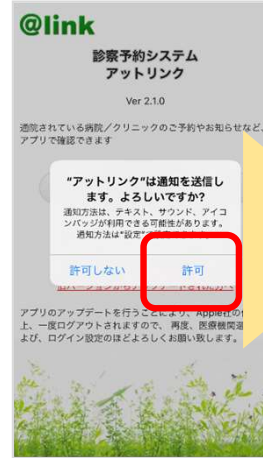 @link
診察予約システム
アットリンク
Ver 2.1.0
通院されている病院／クリニックのご予約やお知らせなど、
アプリで確認できます
"アットリンク"は通知を送信し
ます。よろしいですか？
通知方法は、テキスト、サウンド、アイコ
ンバッジが利用できる可能性があります。
通知方法は"設定"で
許可しない
許可
旧バージョンから
アプリのアップデートを行うことにより、Apple社の
上、一度ログアウトされますので、再度、医療機関選
よび、ログイン設定のほどよろしくお願い致します。